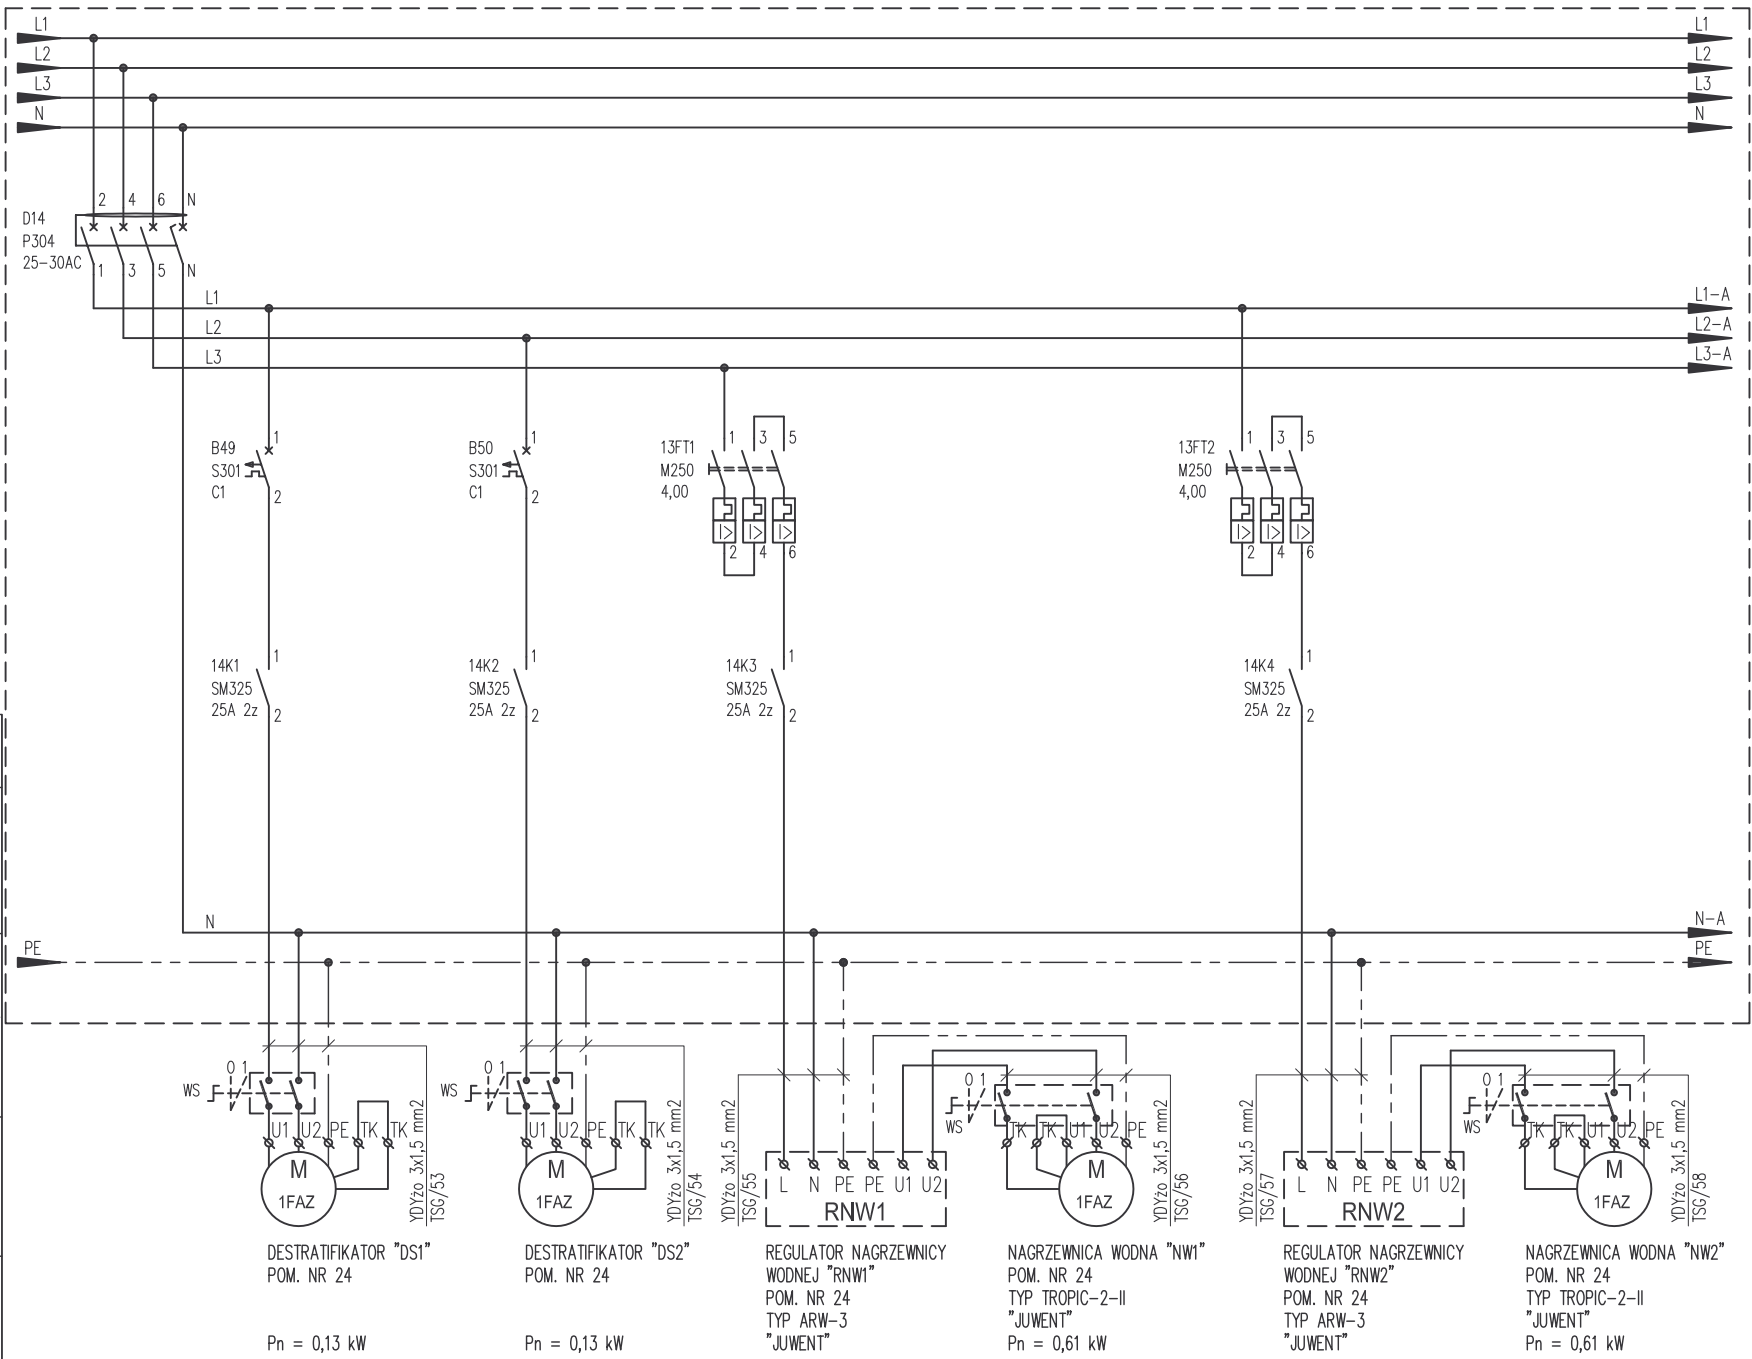 L1 L1
L2 L2
L3 L3
N N
2 4 6 N
D14
P304
25-30AC
1 3 5 N
L1 L1-A
L2 L2-A
L3 L3-A
B49
S301
C1
1
2
B50
S301
C1
1
2
13FT1
M250
4,00
1 3 5
I> I> I>
2 4 6
13FT2
M250
4,00
1 3 5
I> I> I>
2 4 6
14K1
SM325
25A 2z
1
2
14K2
SM325
25A 2z
1
2
14K3
SM325
25A 2z
1
2
14K4
SM325
25A 2z
1
2
N N-A
PE PE
WS
0 1
U1 U2 PE TK TK
M
1FAZ
YDYżo 3x1,5 mm2
TSG/53
WS
0 1
U1 U2 PE TK TK
M
1FAZ
YDYżo 3x1,5 mm2
TSG/54
YDYżo 3x1,5 mm2
TSG/55
L N PE PE U1 U2
RNW1
WS
0 1
TK TK U1 U2 PE
M
1FAZ
YDYżo 3x1,5 mm2
TSG/56
YDYżo 3x1,5 mm2
TSG/57
L N PE PE U1 U2
RNW2
WS
0 1
TK TK U1 U2 PE
M
1FAZ
YDYżo 3x1,5 mm2
TSG/58
DESTRATIFIKATOR "DS1"
POM. NR 24
Pn = 0,13 kW
DESTRATIFIKATOR "DS2"
POM. NR 24
Pn = 0,13 kW
REGULATOR NAGRZEWNICY
WODNEJ "RNW1"
POM. NR 24
TYP ARW-3
"JUWENT"
NAGRZEWNICA WODNA "NW1"
POM. NR 24
TYP TROPIC-2-II
"JUWENT"
Pn = 0,61 kW
REGULATOR NAGRZEWNICY
WODNEJ "RNW2"
POM. NR 24
TYP ARW-3
"JUWENT"
NAGRZEWNICA WODNA "NW2"
POM. NR 24
TYP TROPIC-2-II
"JUWENT"
Pn = 0,61 kW